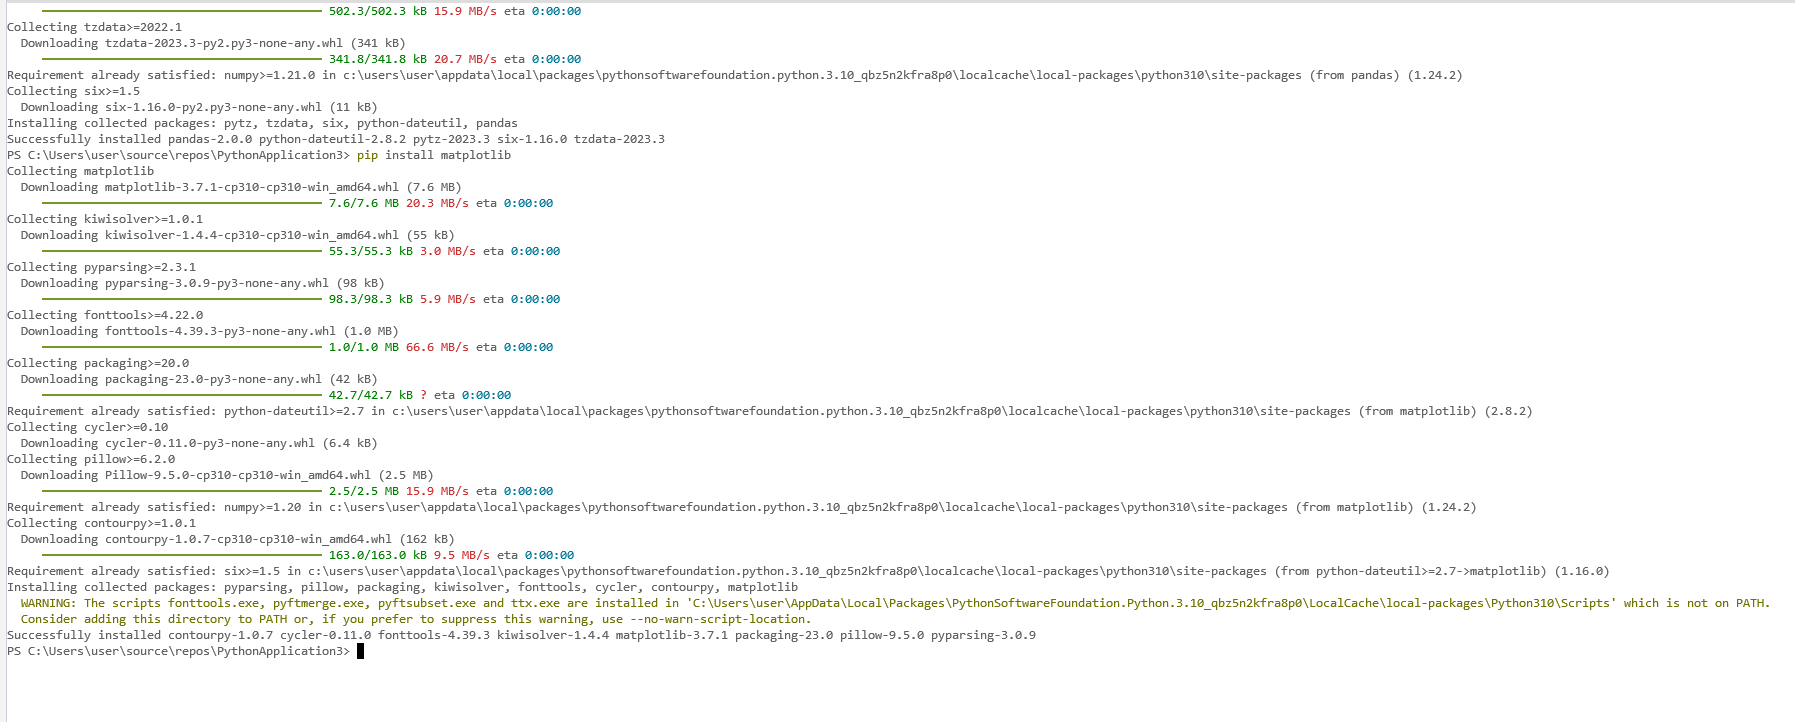 502.3/502.3 kB 15.9 MB/s eta 0:00:00
Collecting tzdata>=2022.1
Downloading tzdata-2023.3-py2.py3-none-any.whl (341 kB)
341.8/341.8 kB 20.7 MB/s eta 0:00:00
Requirement already satisfied: numpy>=1.21.0 in c:\users\user\appdata\local\packages\pythonsoftwarefoundation.python.3.10_qbz5n2kfra8p0\localcache\local-packages\python310\site-packages (from pandas) (1.24.2)
Collecting six>=1.5
Downloading six-1.16.0-py2.py3-none-any.whl (11 kB)
Installing collected packages: pytz, tzdata, six, python-dateutil, pandas
Successfully installed pandas-2.0.0 python-dateutil-2.8.2 pytz-2023.3 six-1.16.0 tzdata-2023.3
PS C:\Users\user\source\repos\PythonApplication3> pip install matplotlib
Collecting matplotlib
Downloading matplotlib-3.7.1-cp310-cp310-win_amd64.whl (7.6 MB)
7.6/7.6 MB 20.3 MB/s eta 0:00:00
Collecting kiwisolver>=1.0.1
Downloading kiwisolver-1.4.4-cp310-cp310-win_amd64.whl (55 kB)
55.3/55.3 kB 3.0 MB/s eta 0:00:00
Collecting pyparsing>=2.3.1
Downloading pyparsing-3.0.9-py3-none-any.whl (98 kB)
98.3/98.3 kB 5.9 MB/s eta 0:00:00
Collecting fonttools>=4.22.0
Downloading fonttools-4.39.3-py3-none-any.whl (1.0 MB)
1.0/1.0 MB 66.6 MB/s eta 0:00:00
Collecting packaging>=20.0
Downloading packaging-23.0-py3-none-any.whl (42 kB)
42.7/42.7 kB ? eta 0:00:00
Requirement already satisfied: python-dateutil>=2.7 in c:\users\user\appdata\local\packages\pythonsoftwarefoundation.python.3.10_qbz5n2kfra8p0\localcache\local-packages\python310\site-packages (from matplotlib) (2.8.2)
Collecting cycler>=0.10
Downloading cycler-0.11.0-py3-none-any.whl (6.4 kB)
Collecting pillow>=6.2.0
Downloading Pillow-9.5.0-cp310-cp310-win_amd64.whl (2.5 MB)
2.5/2.5 MB 15.9 MB/s eta 0:00:00
Requirement already satisfied: numpy>=1.20 in c:\users\user\appdata\local\packages\pythonsoftwarefoundation.python.3.10_qbz5n2kfra8p0\localcache\local-packages\python310\site-packages (from matplotlib) (1.24.2)
Collecting contourpy>=1.0.1
Downloading contourpy-1.0.7-cp310-cp310-win_amd64.whl (162 kB)
163.0/163.0 kB 9.5 MB/s eta 0:00:00
Requirement already satisfied: six>=1.5 in c:\users\user\appdata\local\packages\pythonsoftwarefoundation.python.3.10_qbz5n2kfra8p0\localcache\local-packages\python310\site-packages (from python-dateutil>=2.7->matplotlib) (1.16.0)
Installing collected packages: pyparsing, pillow, packaging, kiwisolver, fonttools, cycler, contourpy, matplotlib
WARNING: The scripts fonttools.exe, pyftmerge.exe, pyftsubset.exe and ttx.exe are installed in 'C:\Users\user\AppData\Local\Packages\PythonSoftwareFoundation.Python.3.10_qbz5n2kfra8p0\LocalCache\local-packages\Python310\Scripts' which is not on PATH.
Consider adding this directory to PATH or, if you prefer to suppress this warning, use --no-warn-script-location.
Successfully installed contourpy-1.0.7 cycler-0.11.0 fonttools-4.39.3 kiwisolver-1.4.4 matplotlib-3.7.1 packaging-23.0 pillow-9.5.0 pyparsing-3.0.9
PS C:\Users\user\source\repos\PythonApplication3>